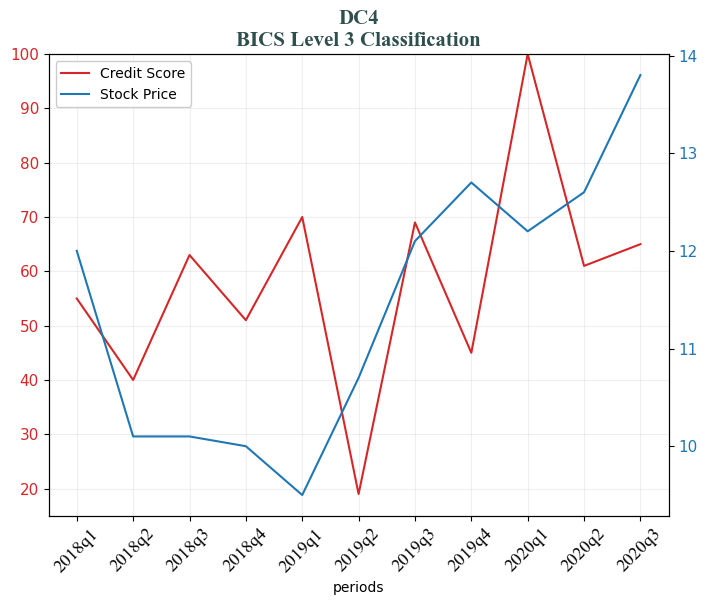 DC4
BICS Level 3 Classification
Credit Score
Stock Price
100
90
80
70
60
50
40
30
20
14
13
12
11
10
2018q1
2018q2
2018q3
2018q4
2019q1
2019q2
2019q3
2019q4
2020q1
2020q2
2020q3
periods